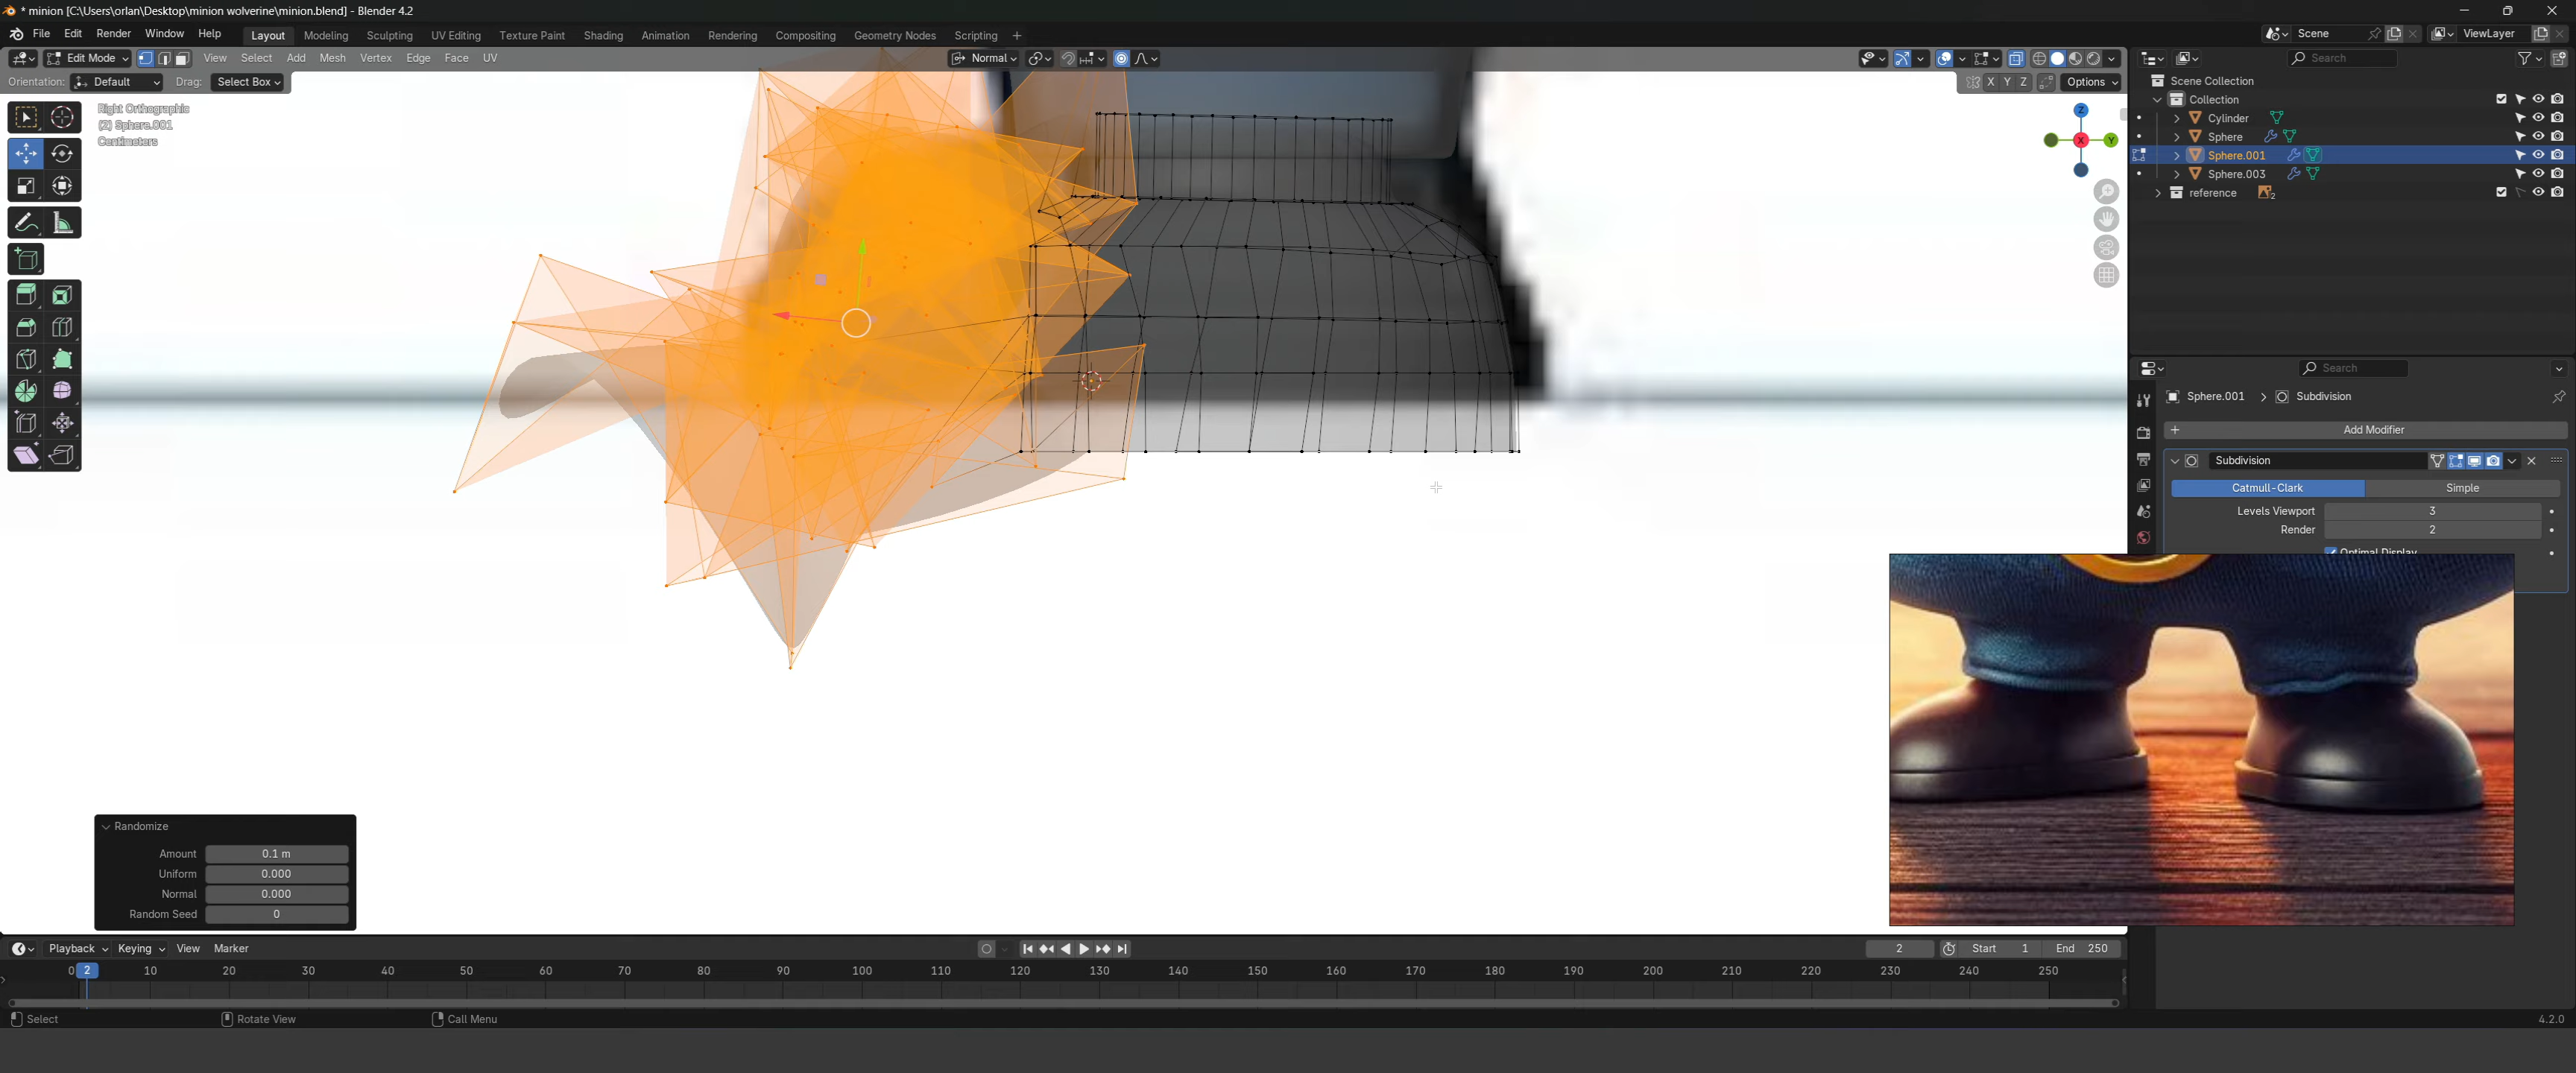 * minion [C:\Users\orlan\Desktop\minion wolverine\minion.blend] - Blender 4.2
File Edit Render Window Help Layout Modeling Sculpting UV Editing Texture Paint Shading Animation Rendering Compositing Geometry Nodes Scripting + Scene ViewLayer
Edit Mode View Select Add Mesh Vertex Edge Face UV Normal Search
Orientation: Default Drag: Select Box X Y Z Options
Scene Collection
Collection
Cylinder
Sphere
Sphere.001
Sphere.003
reference 2
Right Orthographic
(2) Sphere.001
Centimeters
Z
X Y
Search
Sphere.001 > Subdivision
+ Add Modifier
Subdivision
Catmull-Clark Simple
Levels Viewport 3
Render 2
Optimal Display
Randomize
Amount 0.1 m
Uniform 0.000
Normal 0.000
Random Seed 0
Playback Keying View Marker 2 Start 1 End 250
0 2 10 20 30 40 50 60 70 80 90 100 110 120 130 140 150 160 170 180 190 200 210 220 230 240 250
Select Rotate View Call Menu 4.2.0